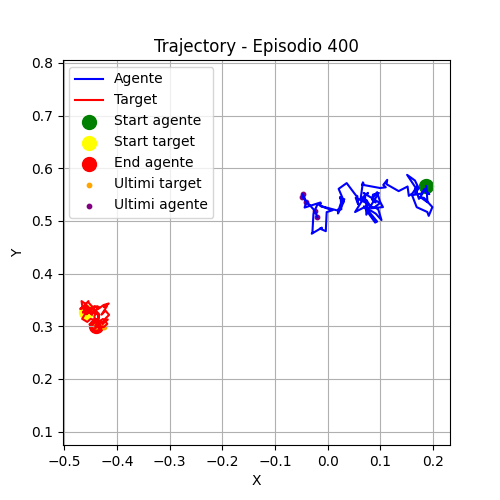 Trajectory - Episodio 400
0.8
0.7
0.6
0.5
0.4
0.3
0.2
0.1
Y
Agente
Target
Start agente
Start target
End agente
Ultimi target
Ultimi agente
−0.5 −0.4 −0.3 −0.2 −0.1 0.0 0.1 0.2
X